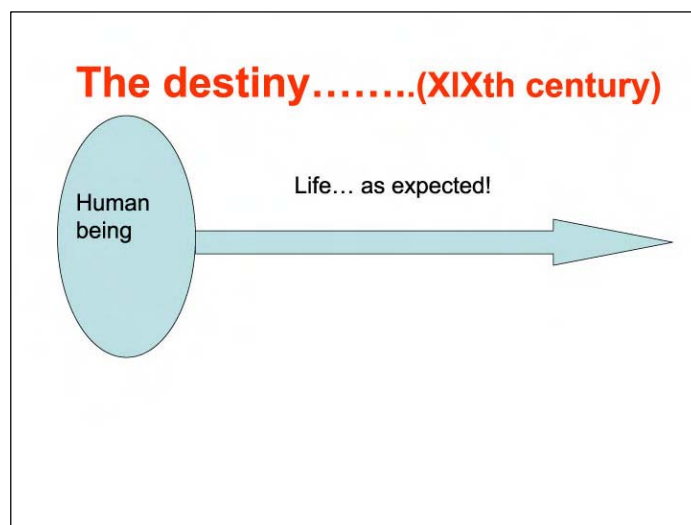 The destiny……..(XIXth century)
Life… as expected!
Human
being